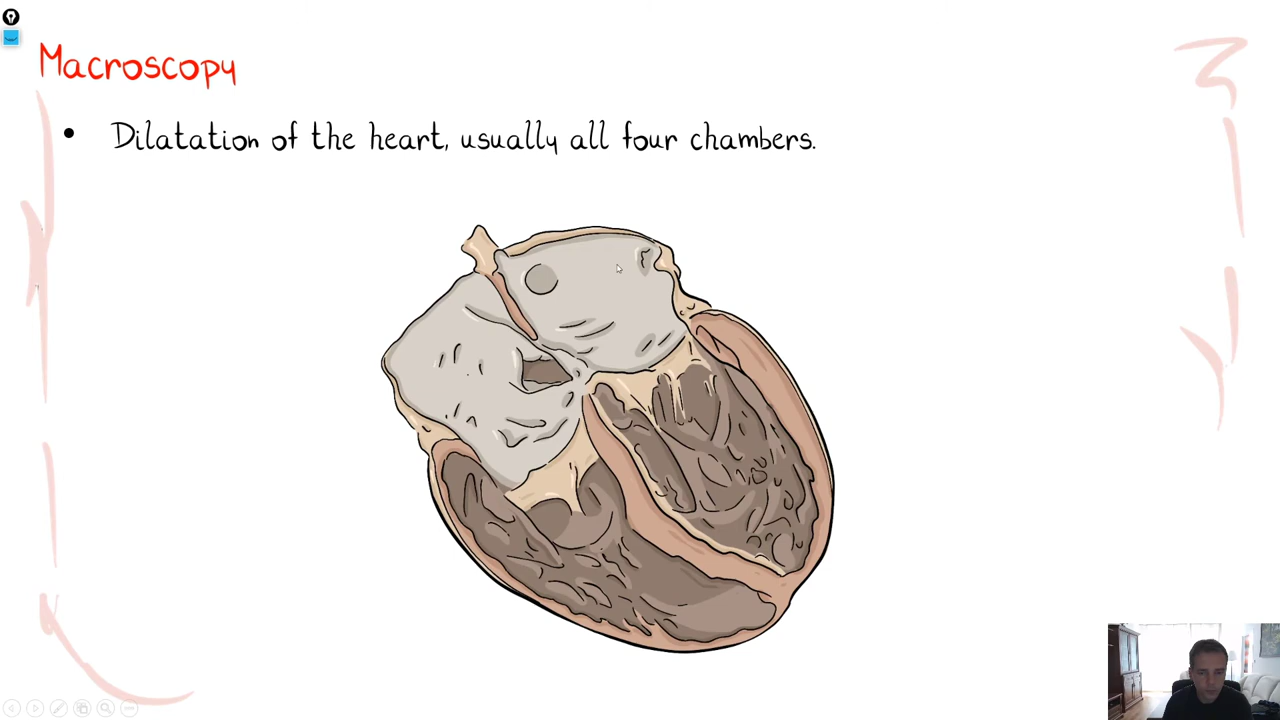 Macroscopy
• Dilatation of the heart, usually all four chambers.